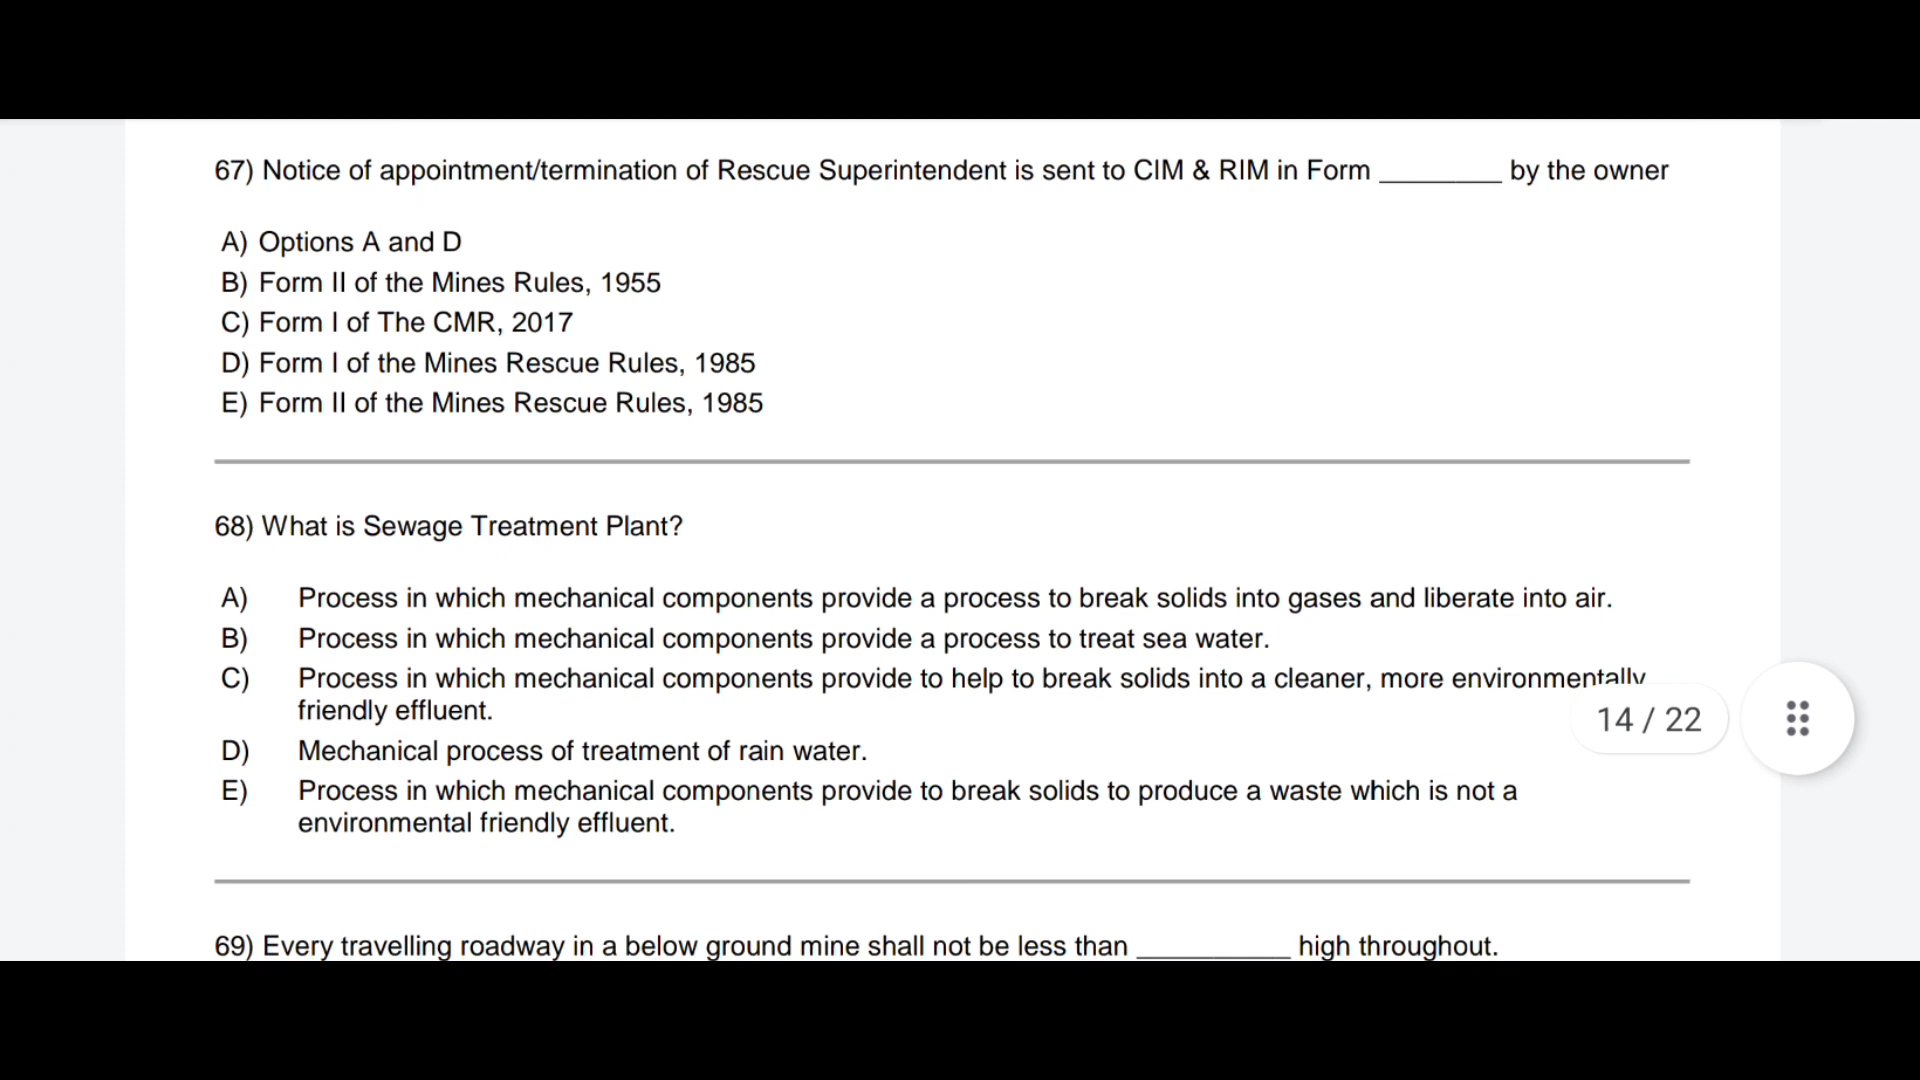 67) Notice of appointment/termination of Rescue Superintendent is sent to CIM & RIM in Form ________ by the owner
A) Options A and D
B) Form II of the Mines Rules, 1955
C) Form I of The CMR, 2017
D) Form I of the Mines Rescue Rules, 1985
E) Form II of the Mines Rescue Rules, 1985
68) What is Sewage Treatment Plant?
A) Process in which mechanical components provide a process to break solids into gases and liberate into air.
B) Process in which mechanical components provide a process to treat sea water.
C) Process in which mechanical components provide to help to break solids into a cleaner, more environmentally
friendly effluent.
14 / 22
D) Mechanical process of treatment of rain water.
E) Process in which mechanical components provide to break solids to produce a waste which is not a
environmental friendly effluent.
69) Every travelling roadway in a below ground mine shall not be less than __________ high throughout.